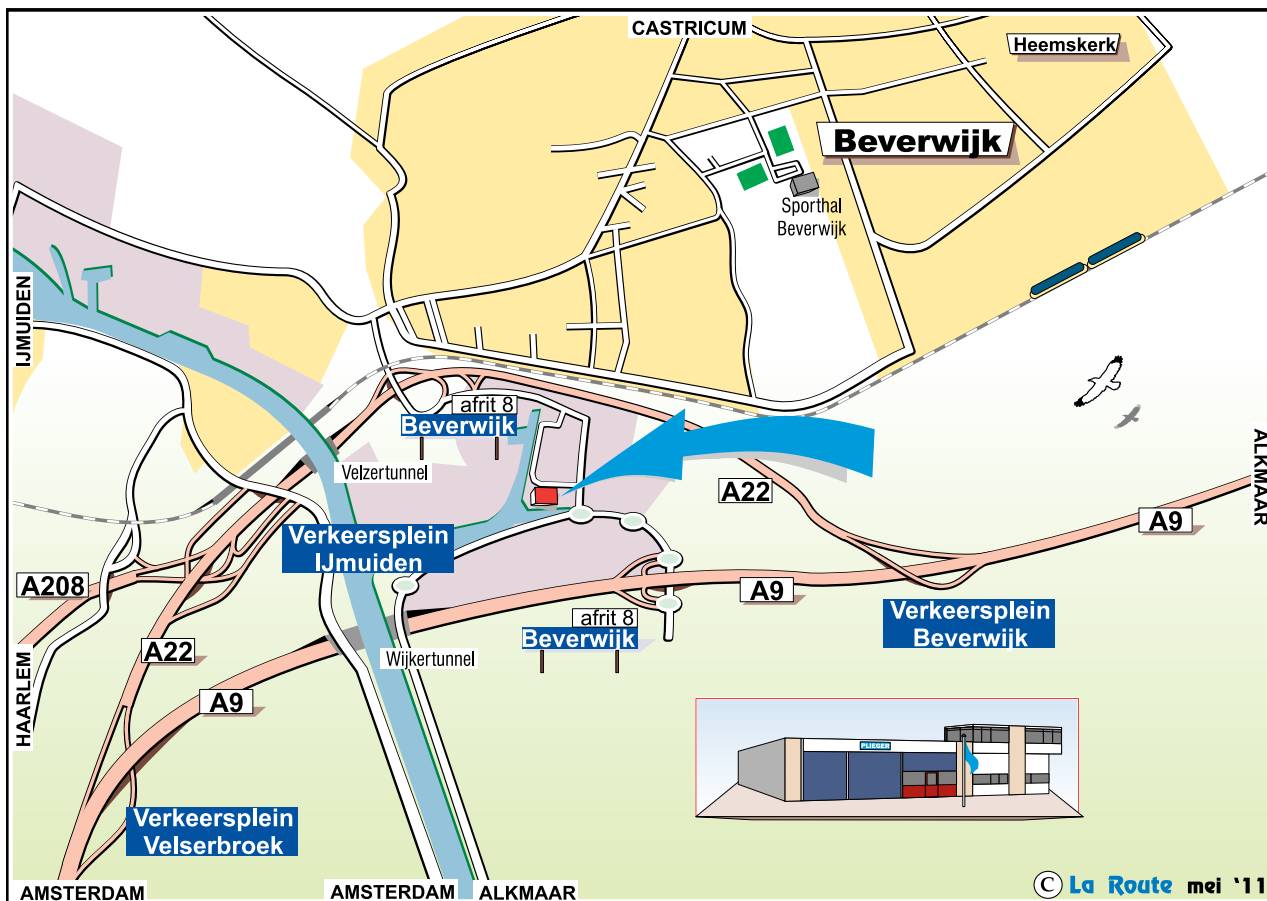 CASTRICUM
Heemskerk
Beverwijk
Sporthal
Beverwijk
IJMUIDEN
afrit 8
Beverwijk
Velzertunnel
A22
ALKMAAR
A9
Verkeersplein
IJmuiden
A208
A9
afrit 8
Beverwijk
Verkeersplein
Beverwijk
A22
Wijkertunnel
HAARLEM
A9
PLIEGER
Verkeersplein
Velserbroek
AMSTERDAM
AMSTERDAM
ALKMAAR
© La Route mei '11